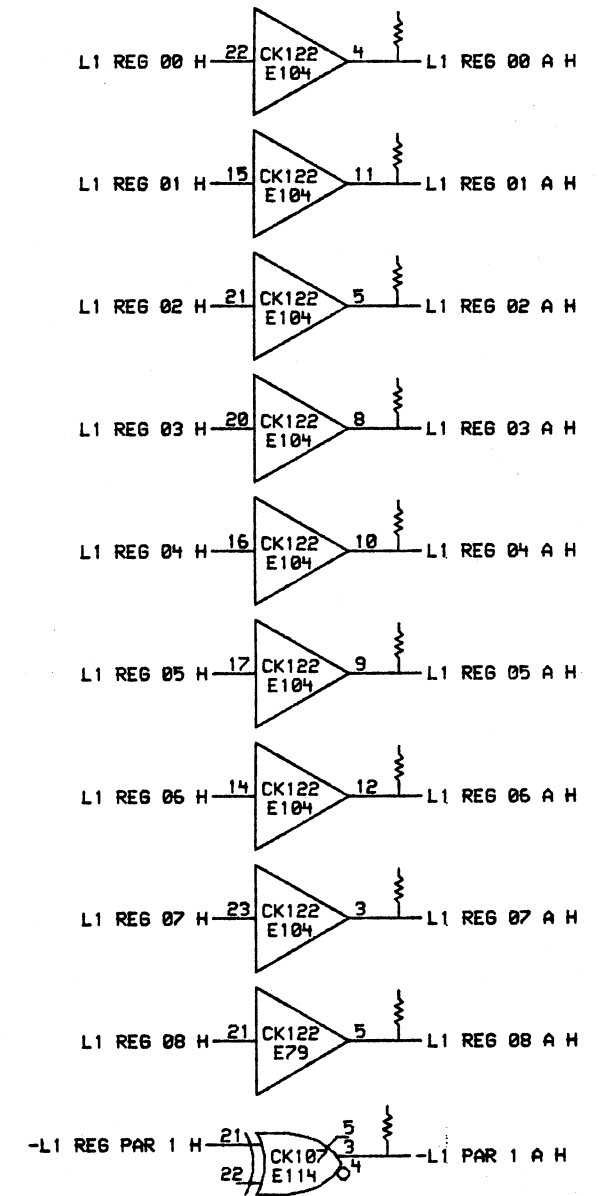 L1 REG 00 H 22 CK122 4 L1 REG 00 A H
E104
L1 REG 01 H 15 CK122 11 L1 REG 01 A H
E104
L1 REG 02 H 21 CK122 5 L1 REG 02 A H
E104
L1 REG 03 H 20 CK122 8 L1 REG 03 A H
E104
L1 REG 04 H 16 CK122 10 L1 REG 04 A H
E104
L1 REG 05 H 17 CK122 9 L1 REG 05 A H
E104
L1 REG 06 H 14 CK122 12 L1 REG 06 A H
E104
L1 REG 07 H 23 CK122 3 L1 REG 07 A H
E104
L1 REG 08 H 21 CK122 5 L1 REG 08 A H
E79
5
-L1 REG PAR 1 H 21 CK107 3 -L1 PAR 1 A H
22 E114 4